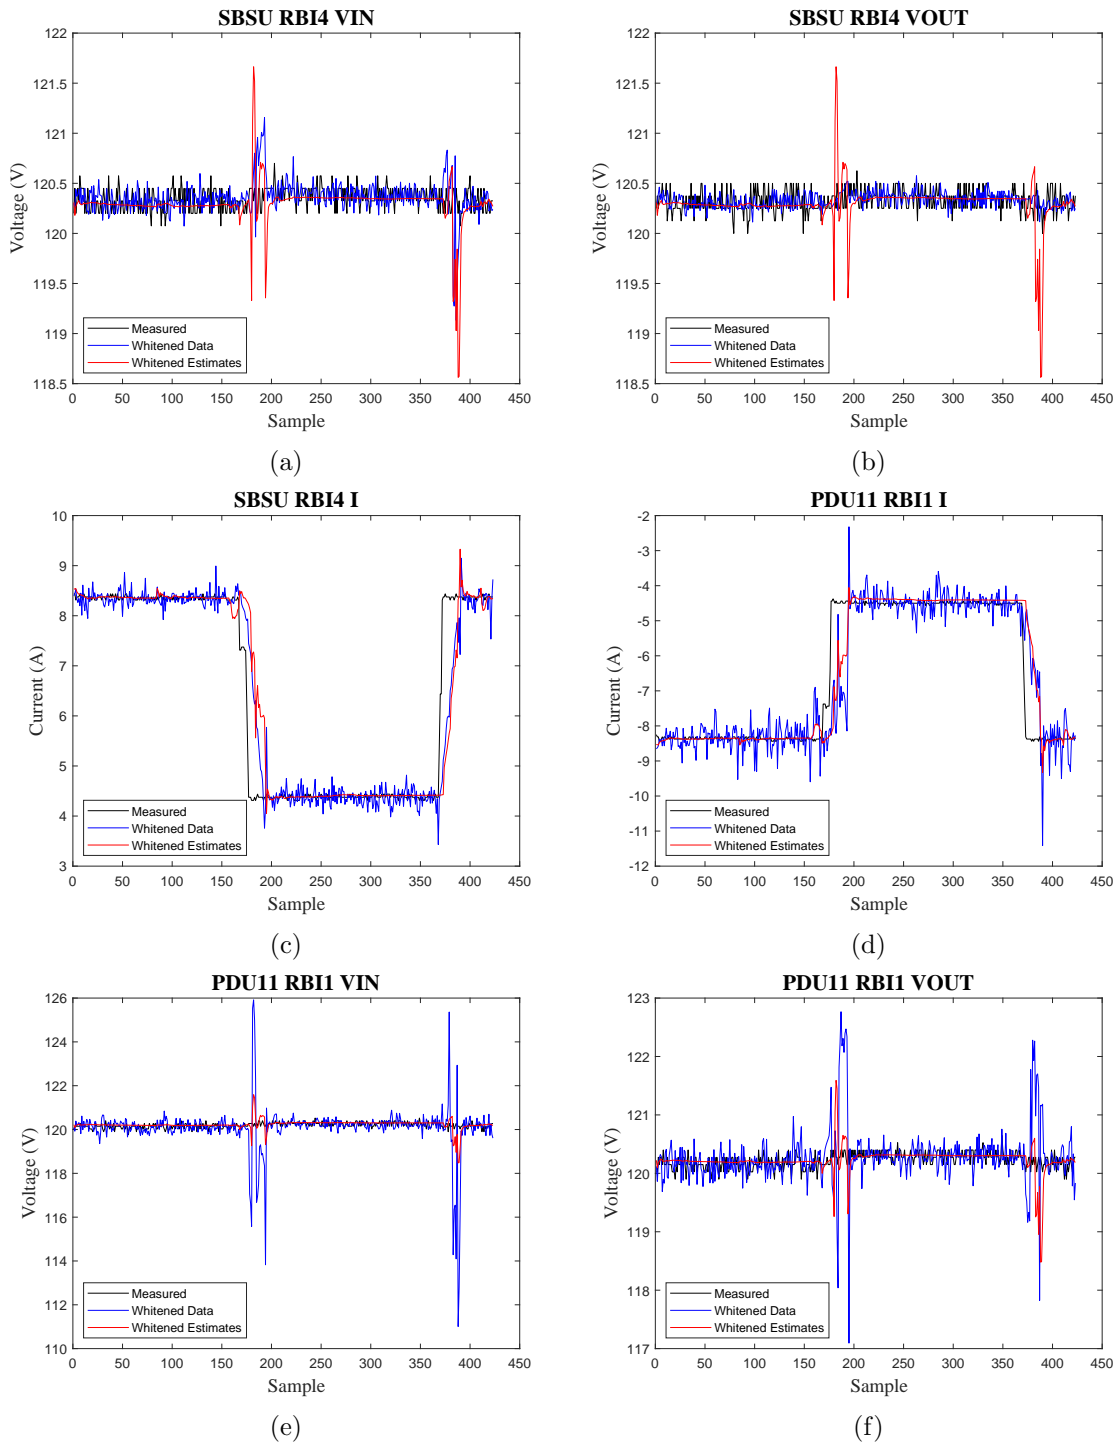 SBSU RBI4 VIN
122
121.5
121
120.5
120
119.5
119
118.5
Voltage (V)
Measured
Whitened Data
Whitened Estimates
0 50 100 150 200 250 300 350 400 450
Sample
(a)
SBSU RBI4 VOUT
122
121.5
121
120.5
120
119.5
119
118.5
Voltage (V)
Measured
Whitened Data
Whitened Estimates
0 50 100 150 200 250 300 350 400 450
Sample
(b)
SBSU RBI4 I
10
9
8
7
6
5
4
3
Current (A)
Measured
Whitened Data
Whitened Estimates
0 50 100 150 200 250 300 350 400 450
Sample
(c)
PDU11 RBI1 I
-2
-3
-4
-5
-6
-7
-8
-9
-10
-11
-12
Current (A)
Measured
Whitened Data
Whitened Estimates
0 50 100 150 200 250 300 350 400 450
Sample
(d)
PDU11 RBI1 VIN
126
124
122
120
118
116
114
112
110
Voltage (V)
Measured
Whitened Data
Whitened Estimates
0 50 100 150 200 250 300 350 400 450
Sample
(e)
PDU11 RBI1 VOUT
123
122
121
120
119
118
117
Voltage (V)
Measured
Whitened Data
Whitened Estimates
0 50 100 150 200 250 300 350 400 450
Sample
(f)